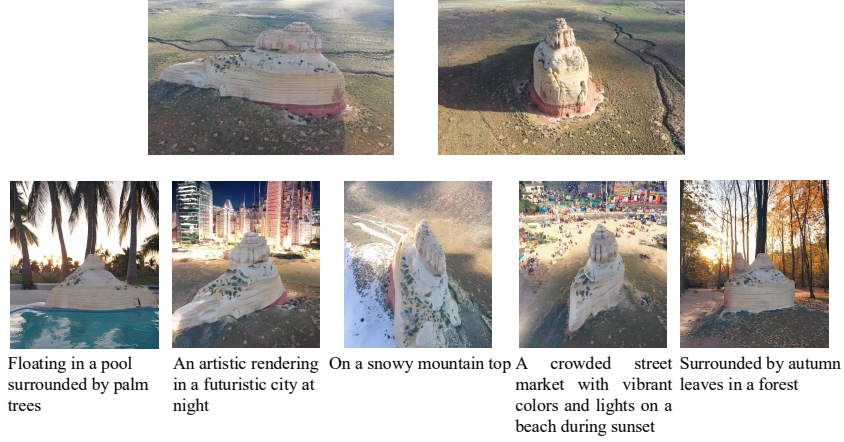 Floating in a pool
surrounded by palm
trees
An artistic rendering
in a futuristic city at
night
On a snowy mountain top
A crowded street
market with vibrant
colors and lights on a
beach during sunset
Surrounded by autumn
leaves in a forest